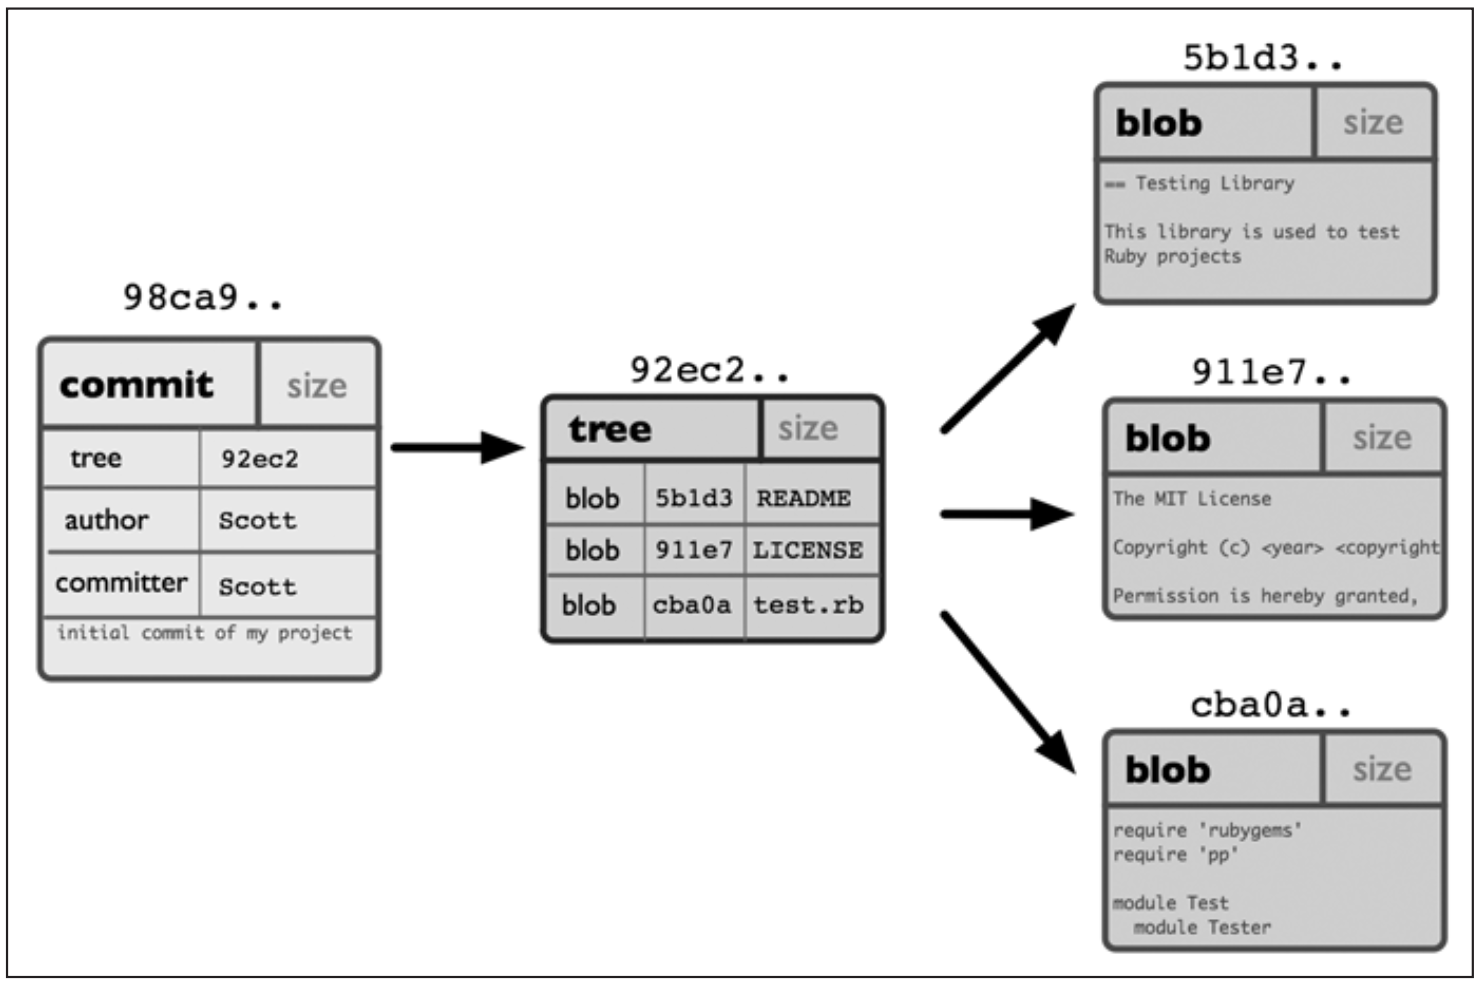 98ca9..
commit size
tree 92ec2
author Scott
committer Scott
initial commit of my project
92ec2..
tree size
blob 5b1d3 README
blob 911e7 LICENSE
blob cba0a test.rb
5b1d3..
blob size
== Testing Library
This library is used to test
Ruby projects
911e7..
blob size
The MIT License
Copyright (c) <year> <copyright
Permission is hereby granted,
cba0a..
blob size
require 'rubygems'
require 'pp'
module Test
module Tester